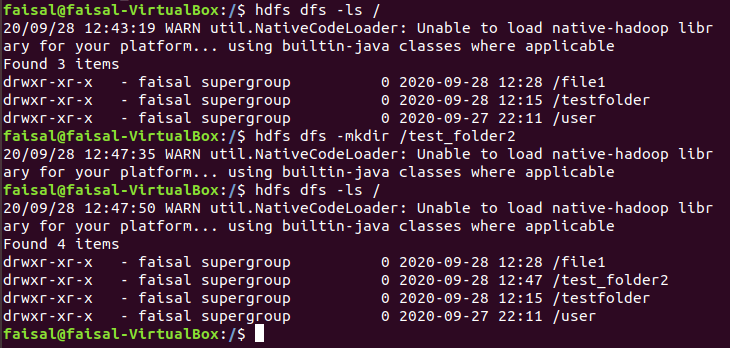 faisal@faisal-VirtualBox:/$ hdfs dfs -ls /
20/09/28 12:43:19 WARN util.NativeCodeLoader: Unable to load native-hadoop libr
ary for your platform... using builtin-java classes where applicable
Found 3 items
drwxr-xr-x   - faisal supergroup          0 2020-09-28 12:28 /file1
drwxr-xr-x   - faisal supergroup          0 2020-09-28 12:15 /testfolder
drwxr-xr-x   - faisal supergroup          0 2020-09-27 22:11 /user
faisal@faisal-VirtualBox:/$ hdfs dfs -mkdir /test_folder2
20/09/28 12:47:35 WARN util.NativeCodeLoader: Unable to load native-hadoop libr
ary for your platform... using builtin-java classes where applicable
faisal@faisal-VirtualBox:/$ hdfs dfs -ls /
20/09/28 12:47:50 WARN util.NativeCodeLoader: Unable to load native-hadoop libr
ary for your platform... using builtin-java classes where applicable
Found 4 items
drwxr-xr-x   - faisal supergroup          0 2020-09-28 12:28 /file1
drwxr-xr-x   - faisal supergroup          0 2020-09-28 12:47 /test_folder2
drwxr-xr-x   - faisal supergroup          0 2020-09-28 12:15 /testfolder
drwxr-xr-x   - faisal supergroup          0 2020-09-27 22:11 /user
faisal@faisal-VirtualBox:/$